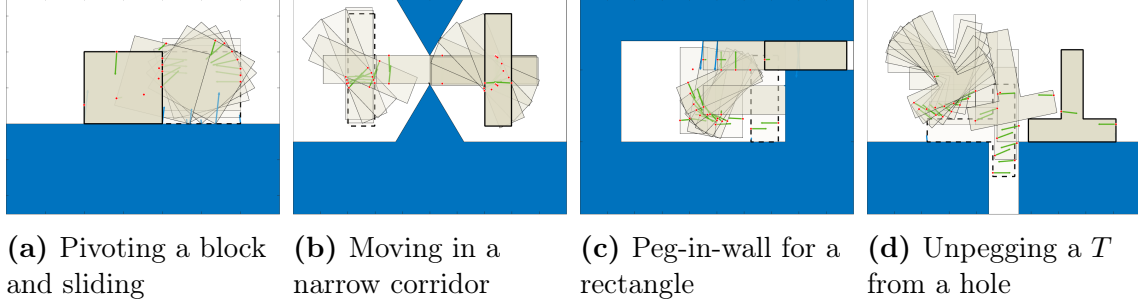 (a) Pivoting a block
and sliding
(b) Moving in a
narrow corridor
(c) Peg-in-wall for a
rectangle
(d) Unpegging a T
from a hole